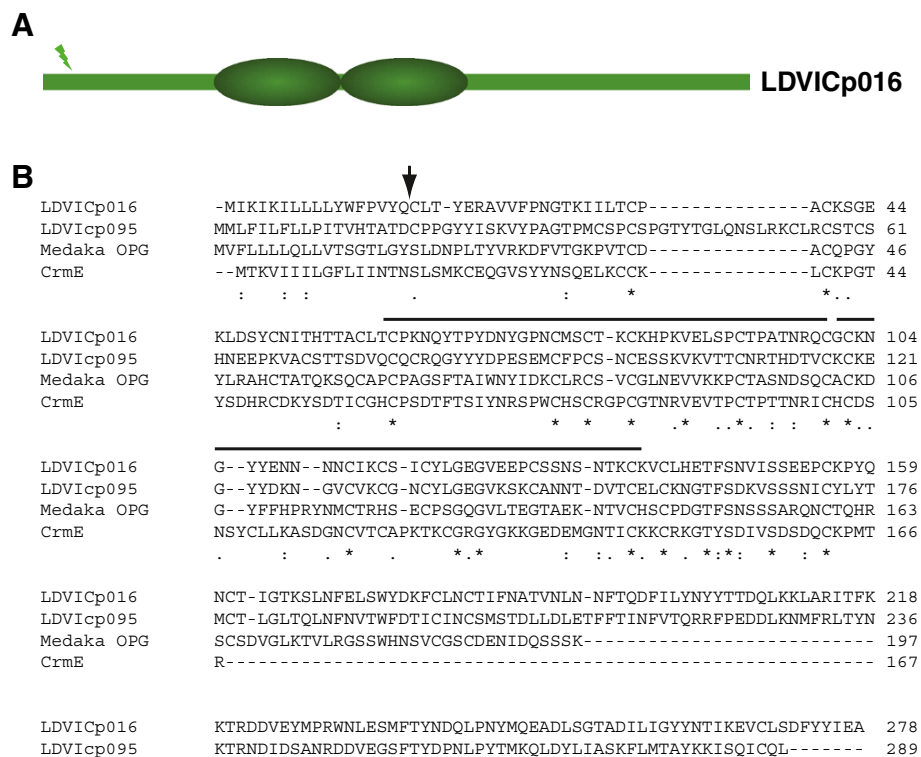 A
LDVICp016
B
LDVICp016 -MIKIKILLLLYWFPVYQCLT-YERAVVFPNGTKIILTCP---------------ACKSGE 44
LDVICp095 MMLFILFLLPITVHTATDCPPGYYISKVYPAGTPMCSPCSPGTYTGLQNSLRKCLRCSTCS 61
Medaka OPG MVFLLLLQLLVTSGTLGYSLDNPLTYVRKDFVTGKPVTCD---------------ACQPGY 46
CrmE --MTKVIIILGFLIINTNSLSMKCEQGVSYYNSQELKCCK---------------LCKPGT 44
: : : . : * *..
LDVICp016 KLDSYCNITHTTACLTCPKNQYTPYDNYGPNCMSCT-KCKHPKVELSPCTPATNRQCGCKN 104
LDVIcp095 HNEEPKVACSTTSDVQCQCRQGYYYDPESEMCFPCS-NCESSKVKVTTCNRTHDTVCKCKE 121
Medaka OPG YLRAHCTATQKSQCAPCPAGSFTAIWNYIDKCLRCS-VCGLNEVVKKPCTASNDSQCACKD 106
CrmE YSDHRCDKYSDTICGHCPSDTFTSIYNRSPWCHSCRGPCGTNRVEVTPCTPTTNRICHCDS 105
: * * * * .* ..*. : : * *..
LDVICp016 G--YYENN--NNCIKCS-ICYLGEGVEEPCSSNS-NTKCKVCLHETFSNVISSEEPCKPYQ 159
LDVICp095 G--YYDKN--GVCVKCG-NCYLGEGVKSKCANNT-DVTCELCKNGTFSDKVSSSNICYLYT 176
Medaka OPG G--YFFHPRYNMCTRHS-ECPSGQGVLTEGTAEK-NTVCHSCPDGTFSNSSSSARQNCTQHR 163
CrmE NSYCLLKASDGNCVTCAPKTKCGRGYGKKGEDEMGNTICKKCRKGTYSDIVSDSDQCKPMT 166
. : . * . *.* : :. * * *:*: * : *
LDVICp016 NCT-IGTKSLNFELSWYDKFCLNCTIFNATVNLN-NFTQDFILYNYYTTDQLKKLARITFK 218
LDVICp095 MCT-LGLTQLNFNVTWFDTICINCSMSTDLLDLETFFTINFVTQRRFPEDDLKNMFRLTYN 236
Medaka OPG SCSDVGLKTVLRGSSWHNSVCGSCDENIDQSSSK--------------------------- 197
CrmE R------------------------------------------------------------ 167
LDVICp016 KTRDDVEYMPRWNLESMFTYNDQLPNYMQEADLSGTADILIGYYNTIKEVCLSDFYYIEA 278
LDVIcp095 KTRNDIDSANRDDVEGSFTYDPNLPYTMKQLDYLIASKFLMTAYKKISQICQL------- 289